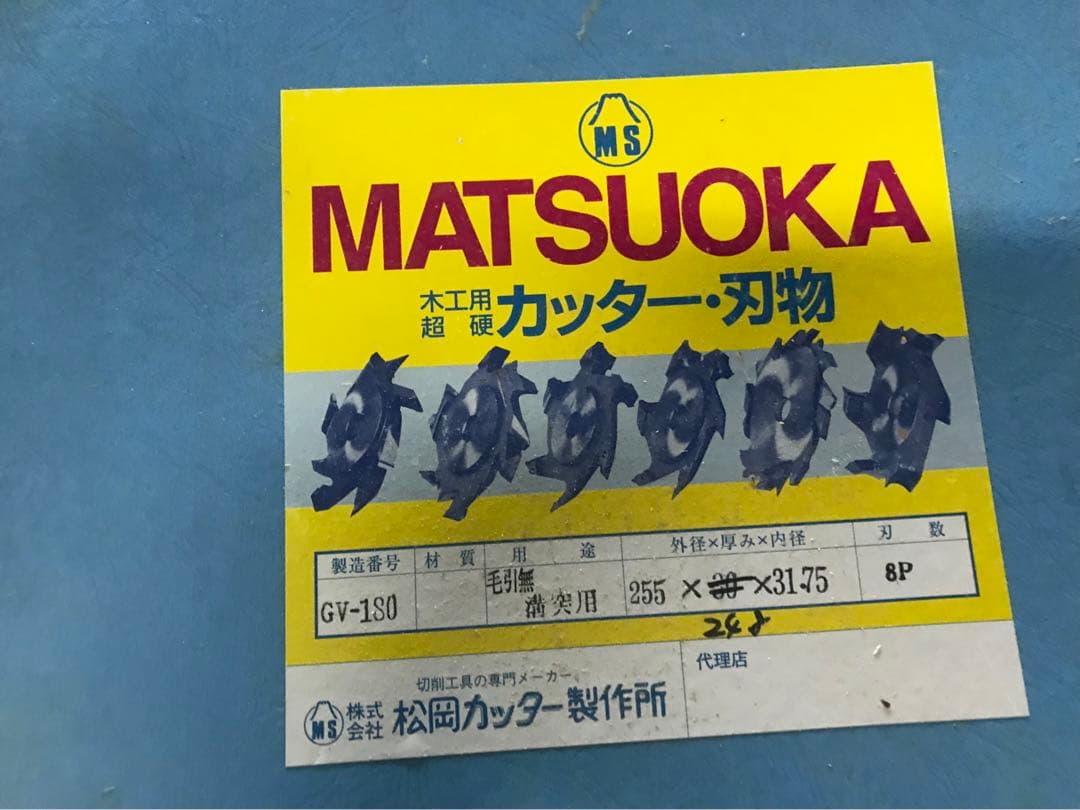 MS
MATSUOKA
木工用
超 硬
カッター・刃物
製造番号 材 質 用 途 外径×厚み×内径 刃 数
GV-180 毛引無 溝突用 255 × 30 ×31.75 8P
代理店
切削工具の専門メーカー
MS 株式会社 松岡カッター製作所